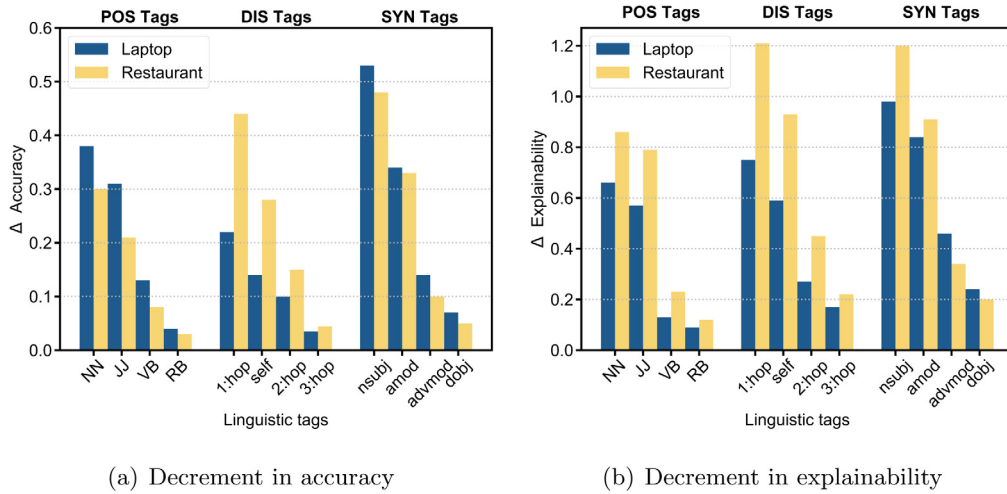 POS Tags DIS Tags SYN Tags
0.6
0.5
0.4
0.3
0.2
0.1
0.0
Δ Accuracy
Laptop
Restaurant
NN JJ VB RB 1:hop self 2:hop 3:hop nsubj amod advmod dobj
Linguistic tags
(a) Decrement in accuracy
POS Tags DIS Tags SYN Tags
1.2
1.0
0.8
0.6
0.4
0.2
0.0
Δ Explainability
Laptop
Restaurant
NN JJ VB RB 1:hop self 2:hop 3:hop nsubj amod advmod dobj
Linguistic tags
(b) Decrement in explainability